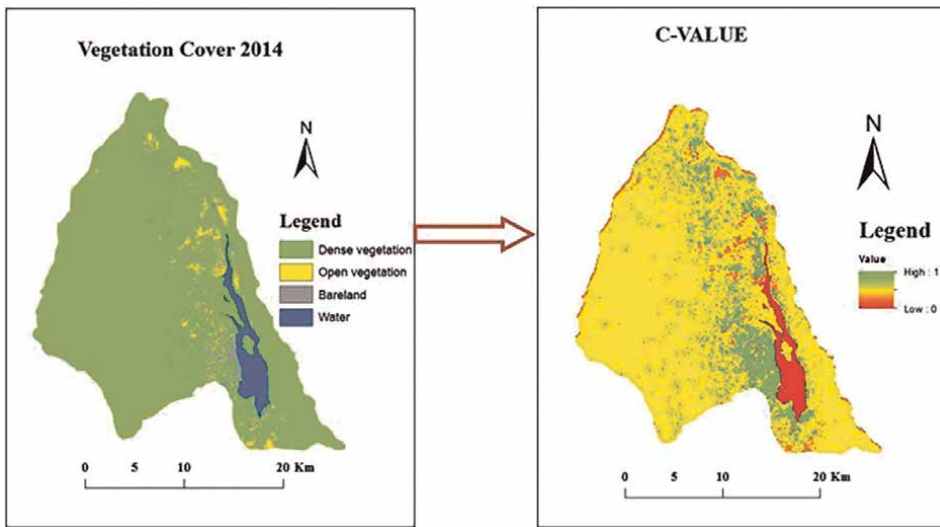 Vegetation Cover 2014
N
Legend
Dense vegetation
Open vegetation
Bareland
Water
0 5 10 20 Km
C-VALUE
N
Legend
Value
High : 1
Low : 0
0 5 10 20 Km